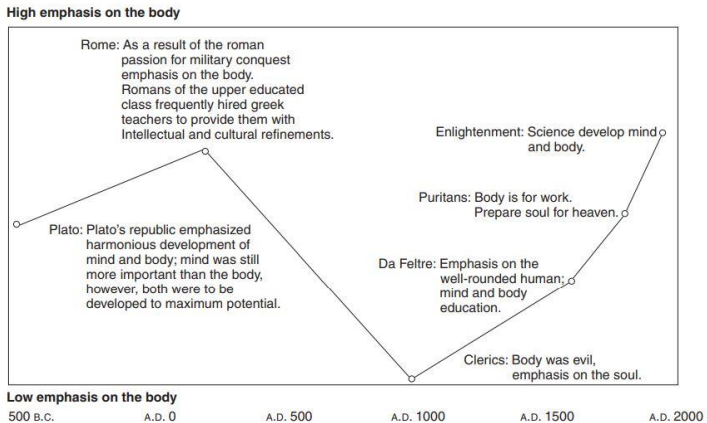 High emphasis on the body
Rome: As a result of the roman
passion for military conquest
emphasis on the body.
Romans of the upper educated
class frequently hired greek
teachers to provide them with
Intellectual and cultural refinements.
Enlightenment: Science develop mind
and body.
Puritans: Body is for work.
Prepare soul for heaven.
Plato: Plato's republic emphasized
harmonious development of
mind and body; mind was still
more important than the body,
however, both were to be
developed to maximum potential.
Da Feltre: Emphasis on the
well-rounded human;
mind and body
education.
Clerics: Body was evil,
emphasis on the soul.
Low emphasis on the body
500 B.C. A.D. 0 A.D. 500 A.D. 1000 A.D. 1500 A.D. 2000